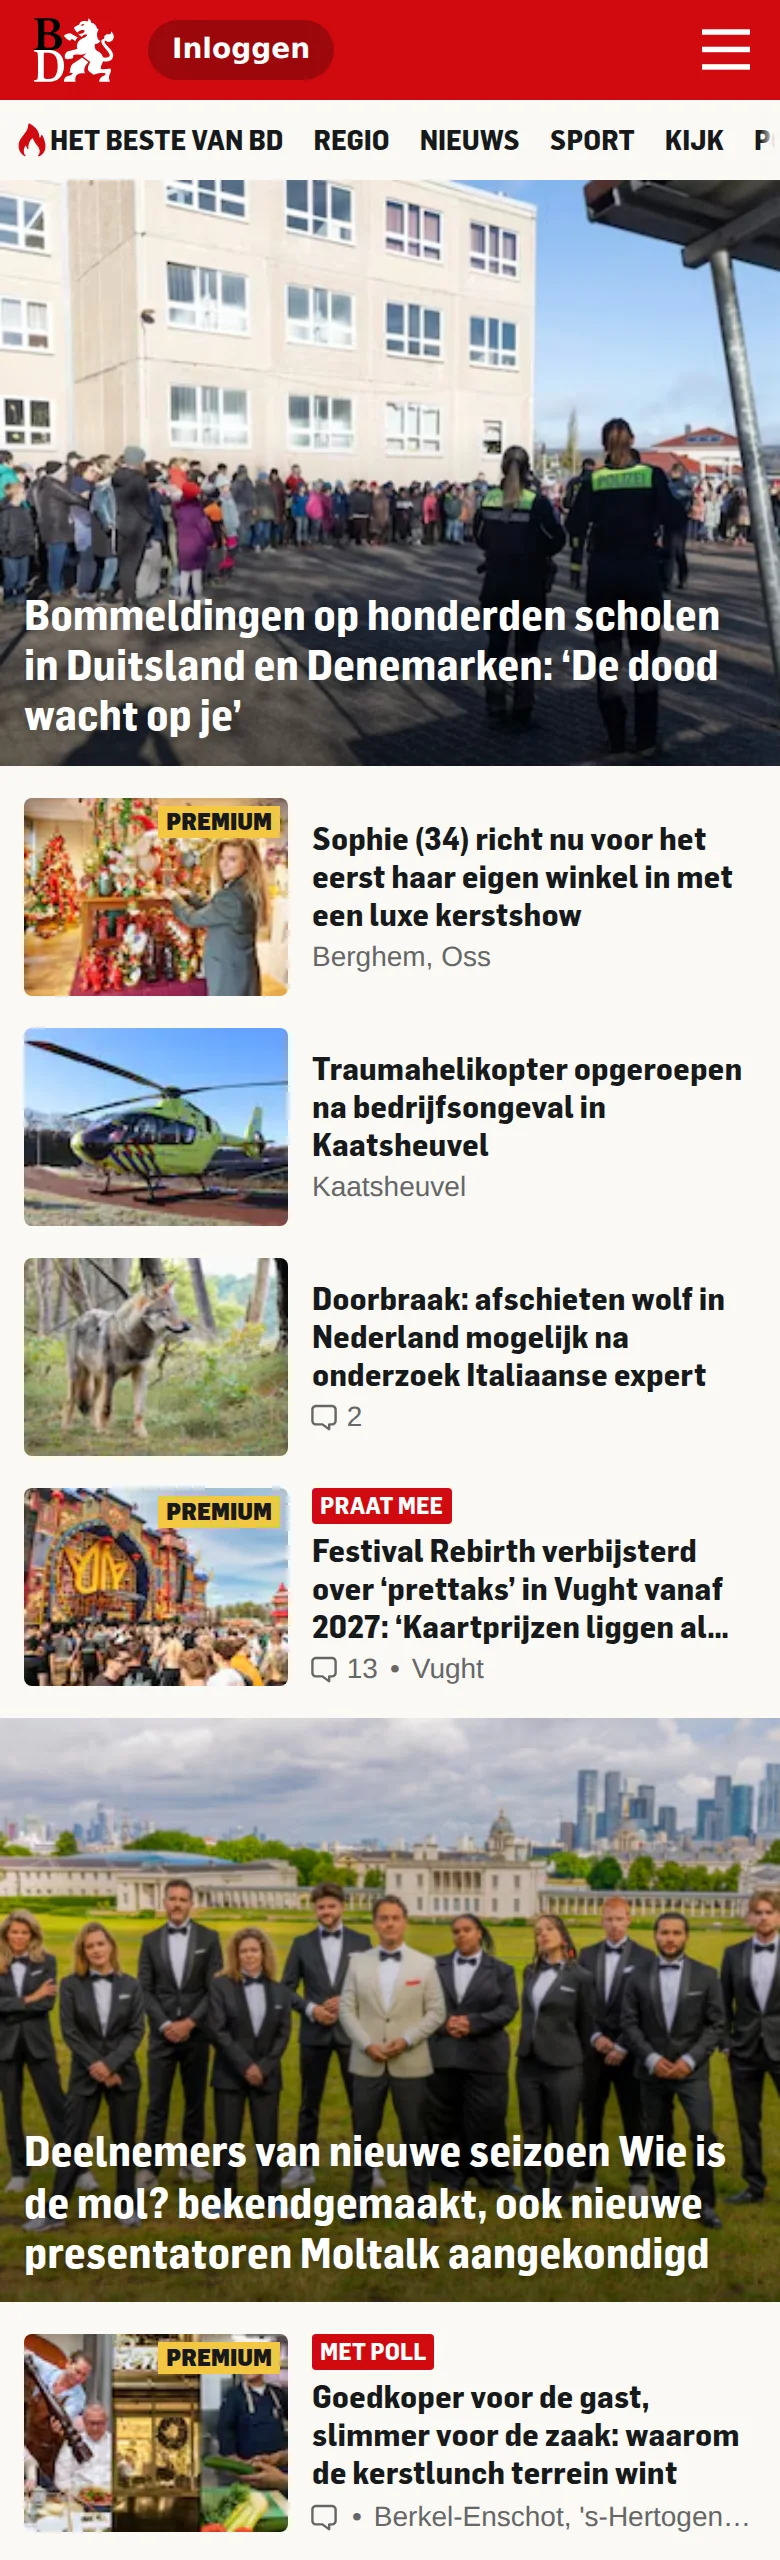 B
D
Inloggen
HET BESTE VAN BD REGIO NIEUWS SPORT KIJK
POLIZEI
Bommeldingen op honderden scholen
in Duitsland en Denemarken: ‘De dood
wacht op je’
PREMIUM
Sophie (34) richt nu voor het
eerst haar eigen winkel in met
een luxe kerstshow
Berghem, Oss
Traumahelikopter opgeroepen
na bedrijfsongeval in
Kaatsheuvel
Kaatsheuvel
Doorbraak: afschieten wolf in
Nederland mogelijk na
onderzoek Italiaanse expert
2
PREMIUM
PRAAT MEE
Festival Rebirth verbijsterd
over ‘prettaks’ in Vught vanaf
2027: ‘Kaartprijzen liggen al...
13 • Vught
Deelnemers van nieuwe seizoen Wie is
de mol? bekendgemaakt, ook nieuwe
presentatoren Moltalk aangekondigd
PREMIUM
MET POLL
Goedkoper voor de gast,
slimmer voor de zaak: waarom
de kerstlunch terrein wint
• Berkel-Enschot, 's-Hertogen...